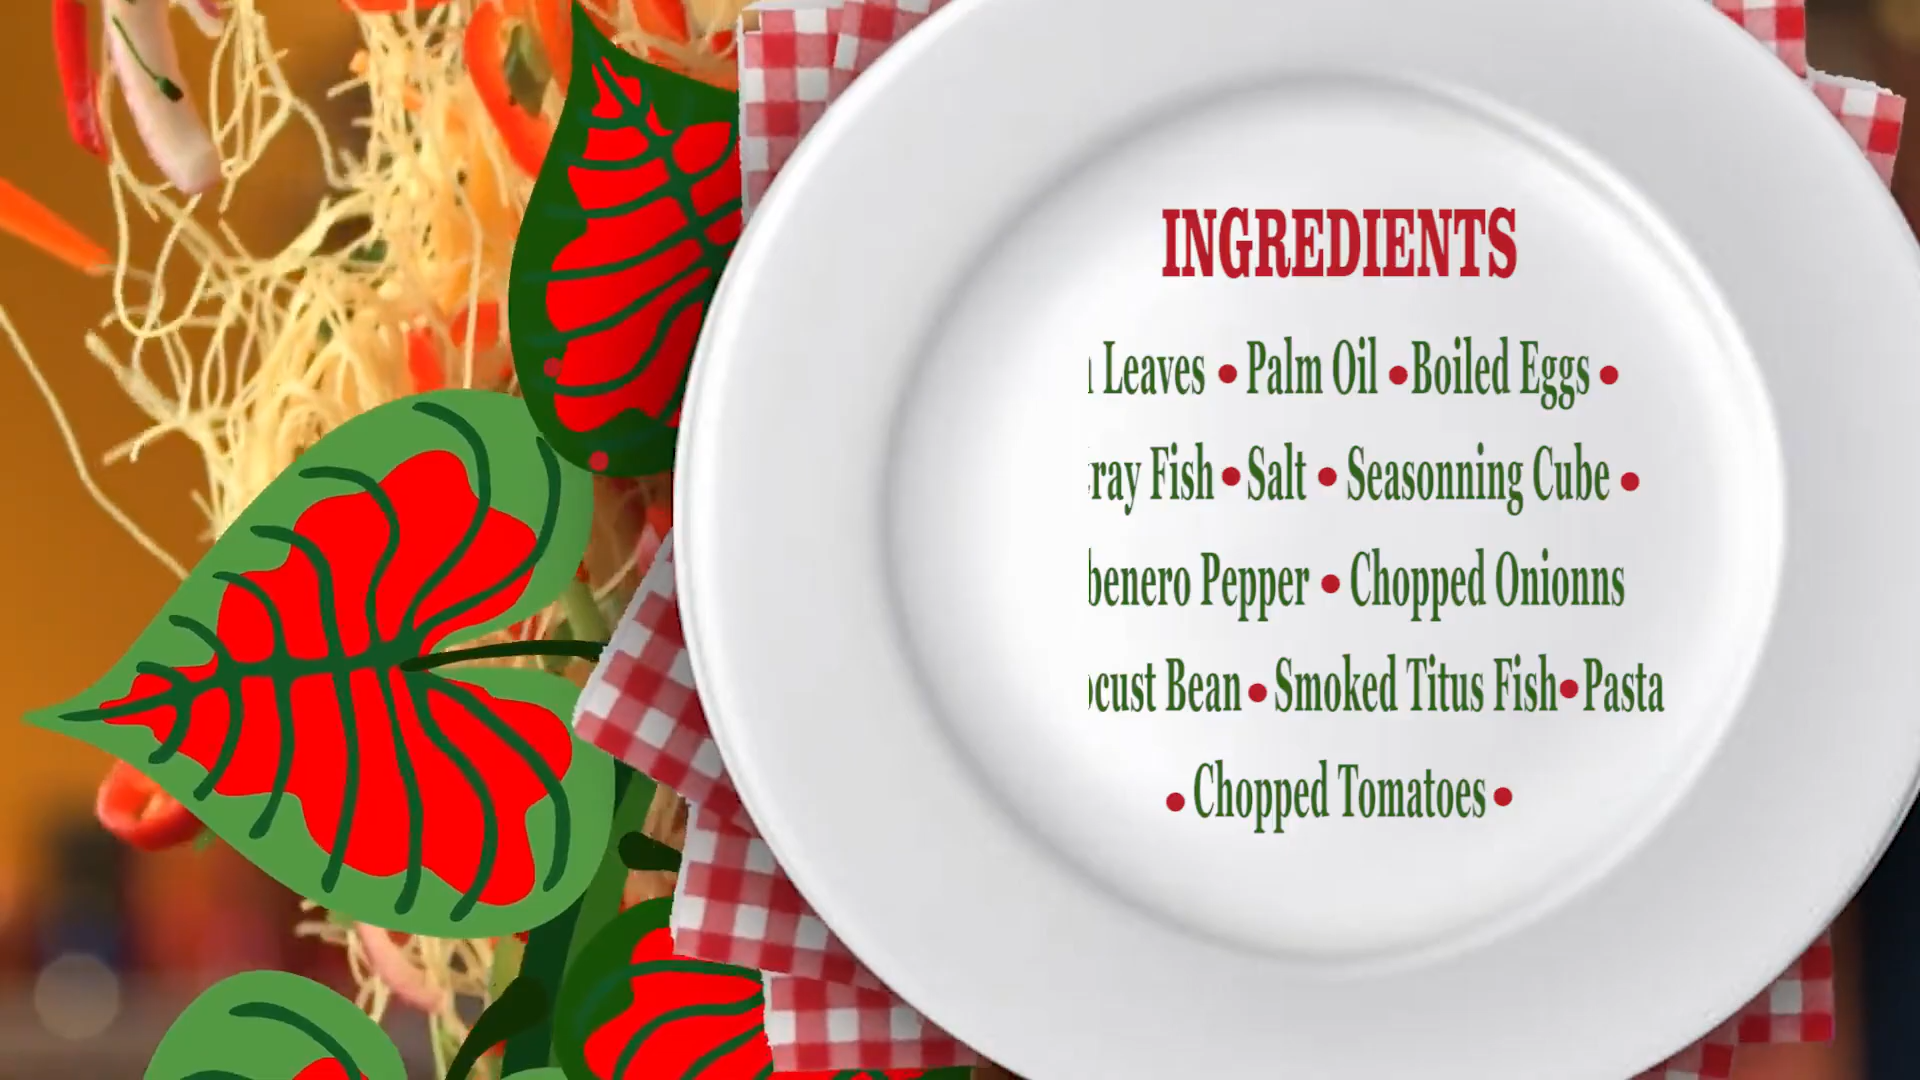 INGREDIENTS
Leaves • Palm Oil •Boiled Eggs •
Fish •Salt • Seasonning Cube •
Pepper • Chopped Onionns
Bean •Smoked Titus Fish•Pasta
• Chopped Tomatoes •